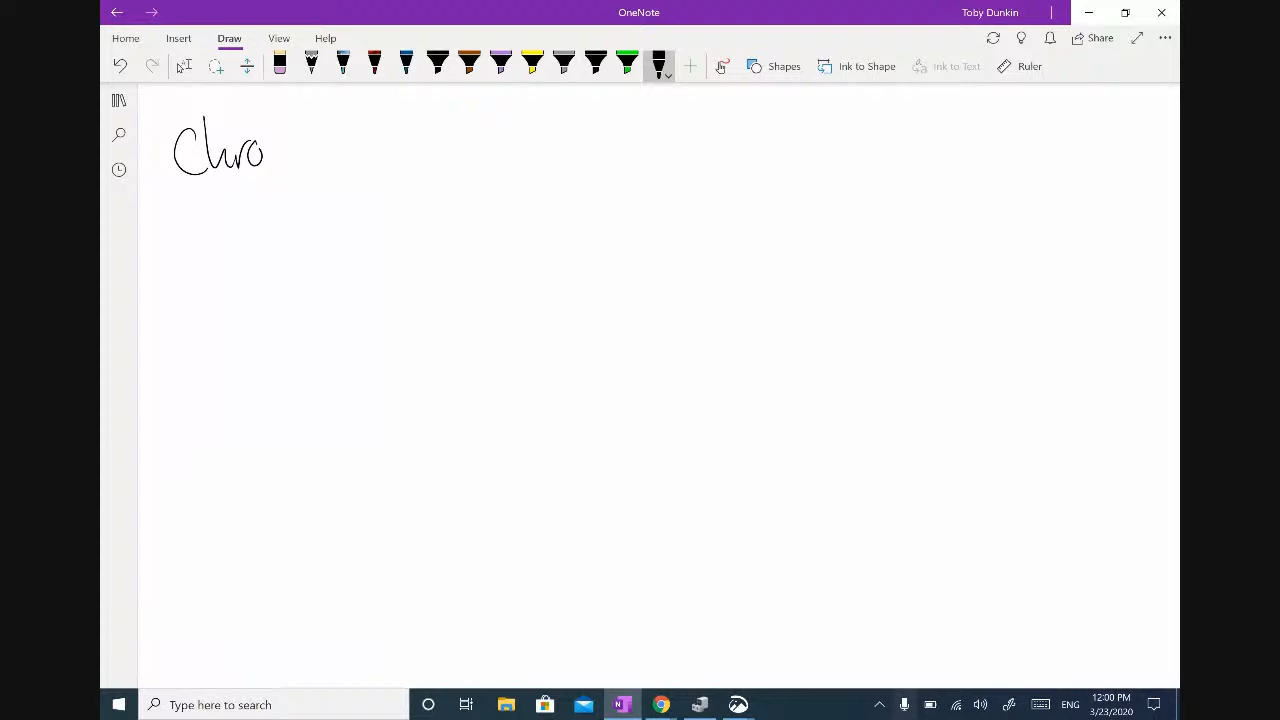 OneNote
Toby Dunkin
Home
Insert
Draw
View
Help
Share
Shapes
Ink to Shape
Ink to Text
Ruler
Chro
Type here to search
ENG
12:00 PM
3/23/2020